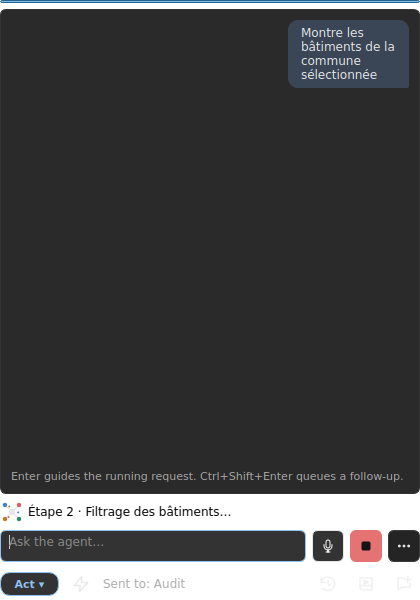 Montre les
bâtiments de la
commune
sélectionnée
Enter guides the running request. Ctrl+Shift+Enter queues a follow-up.
Étape 2 · Filtrage des bâtiments…
Ask the agent…
Act ▾
Sent to: Audit